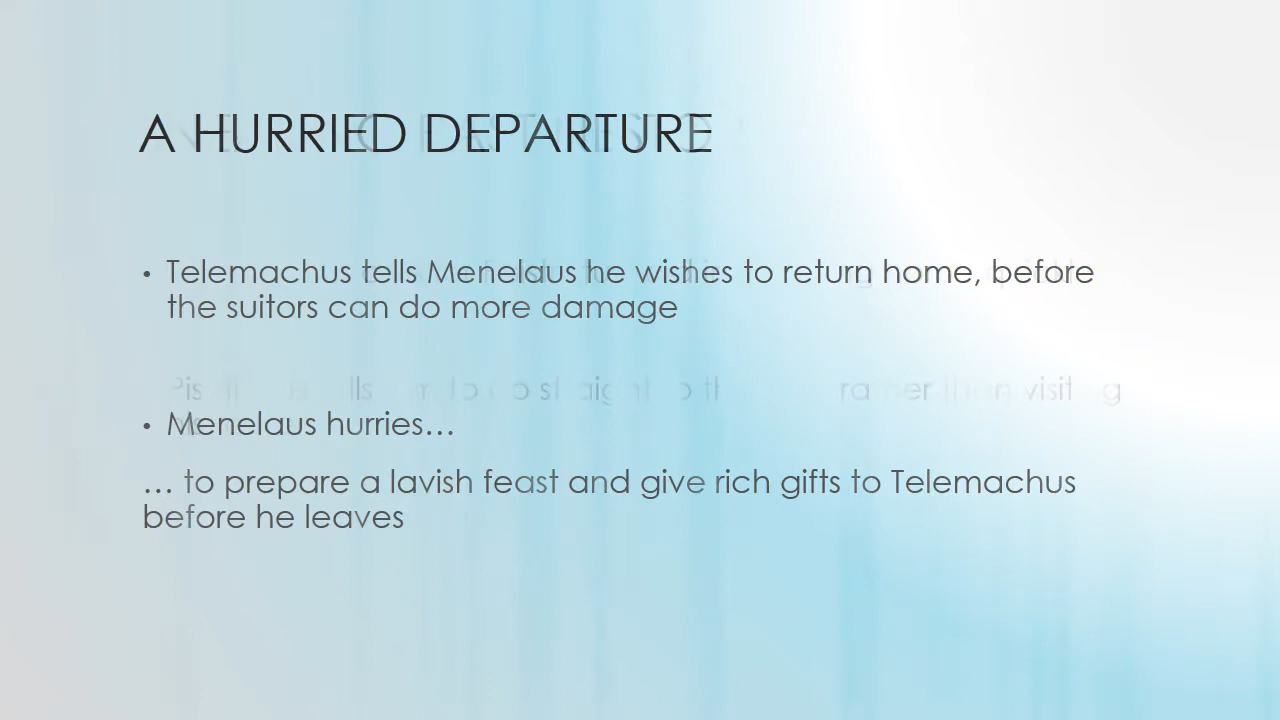 A HURRIED DEPARTURE
• Telemachus tells Menelaus he wishes to return home, before
the suitors can do more damage
• Menelaus hurries…
… to prepare a lavish feast and give rich gifts to Telemachus
before he leaves